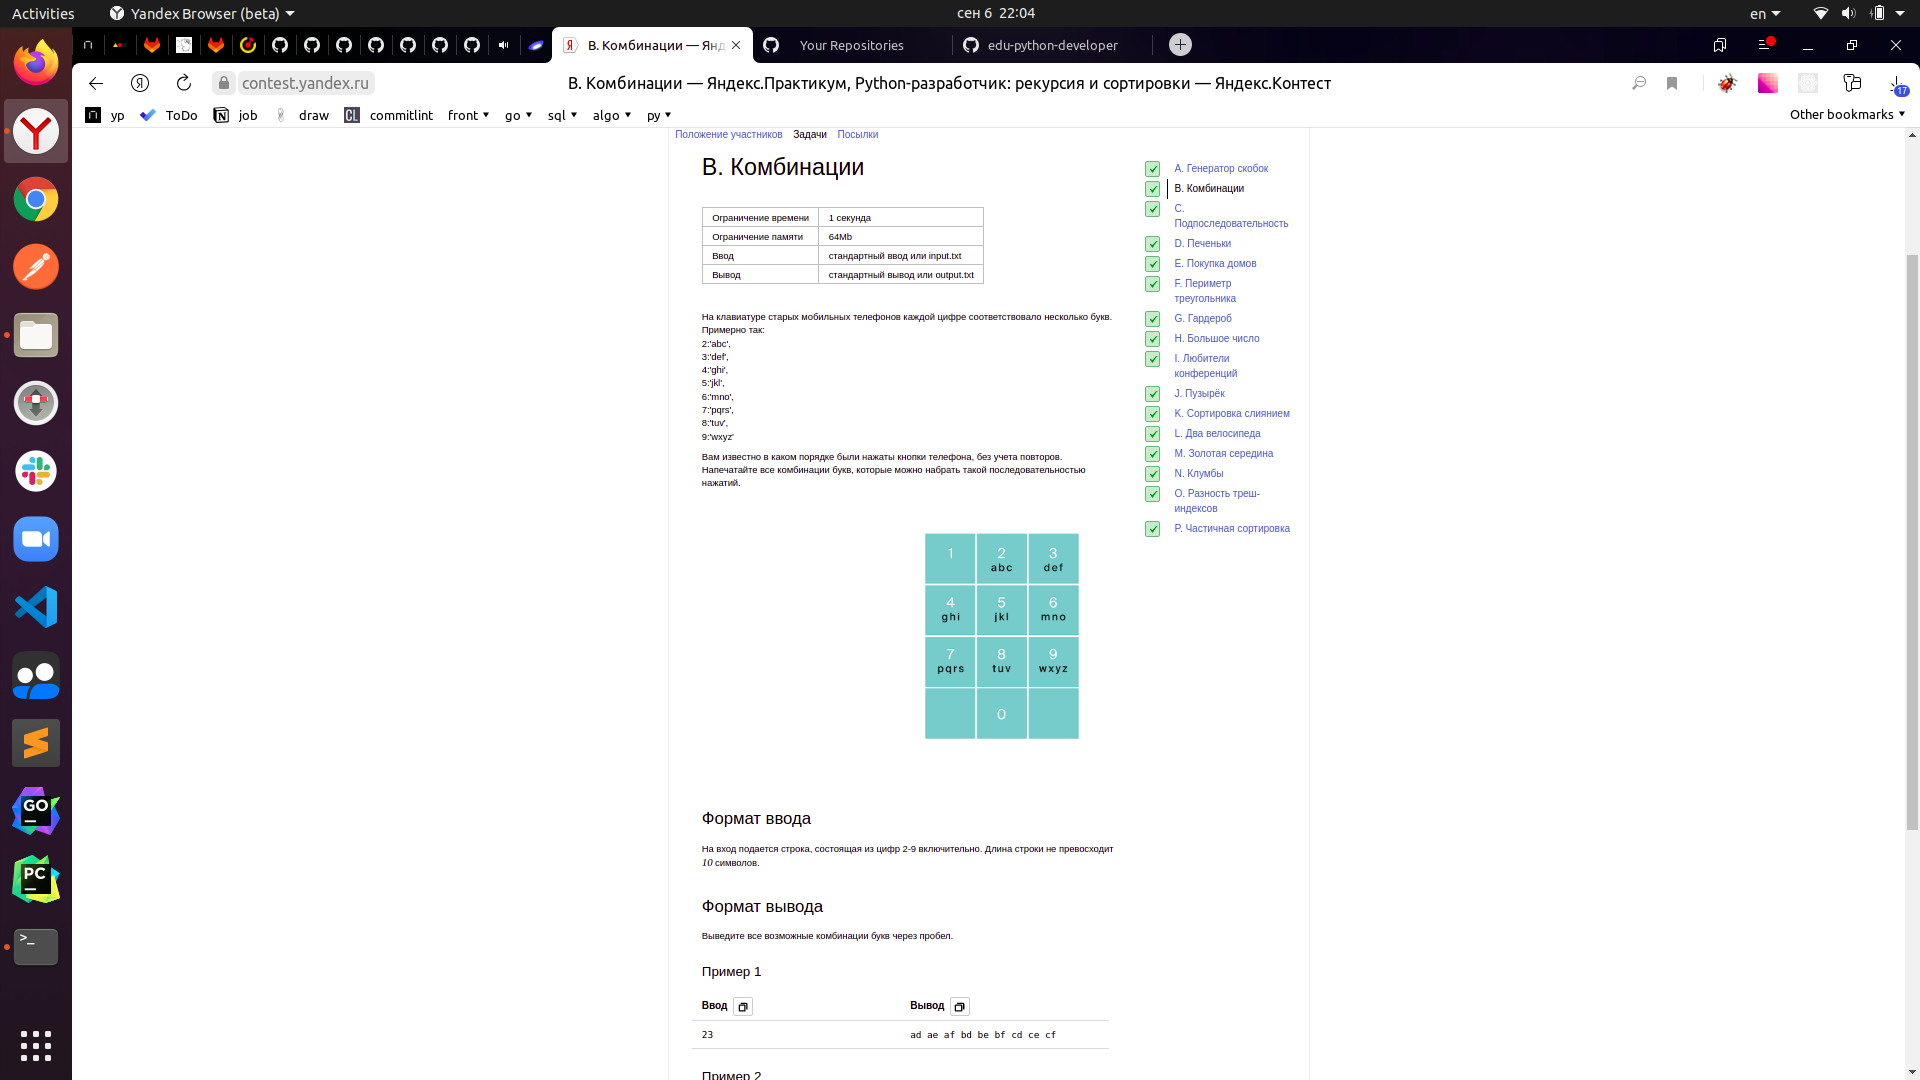 Activities
Yandex Browser (beta)
сен 6 22:04
en
В. Комбинации — Янд
Your Repositories
edu-python-developer
contest.yandex.ru
В. Комбинации — Яндекс.Практикум, Python-разработчик: рекурсия и сортировки — Яндекс.Контест
17
yp
ToDo
job
draw
CL
commitlint
front
go
sql
algo
py
Other bookmarks
Положение участников
Задачи
Посылки
В. Комбинации
Ограничение времени 1 секунда
Ограничение памяти 64Mb
Ввод стандартный ввод или input.txt
Вывод стандартный вывод или output.txt
На клавиатуре старых мобильных телефонов каждой цифре соответствовало несколько букв.
Примерно так:
2:'abc',
3:'def',
4:'ghi',
5:'jkl',
6:'mno',
7:'pqrs',
8:'tuv',
9:'wxyz'
Вам известно в каком порядке были нажаты кнопки телефона, без учета повторов.
Напечатайте все комбинации букв, которые можно набрать такой последовательностью
нажатий.
1 2 3
abc def
4 5 6
ghi jkl mno
7 8 9
pqrs tuv wxyz
0
Формат ввода
На вход подается строка, состоящая из цифр 2-9 включительно. Длина строки не превосходит
10 символов.
Формат вывода
Выведите все возможные комбинации букв через пробел.
Пример 1
Ввод Вывод
23 ad ae af bd be bf cd ce cf
Пример 2
A. Генератор скобок
B. Комбинации
C.
Подпоследовательность
D. Печеньки
E. Покупка домов
F. Периметр
треугольника
G. Гардероб
H. Большое число
I. Любители
конференций
J. Пузырёк
K. Сортировка слиянием
L. Два велосипеда
M. Золотая середина
N. Клумбы
O. Разность треш-
индексов
P. Частичная сортировка
GO
PC